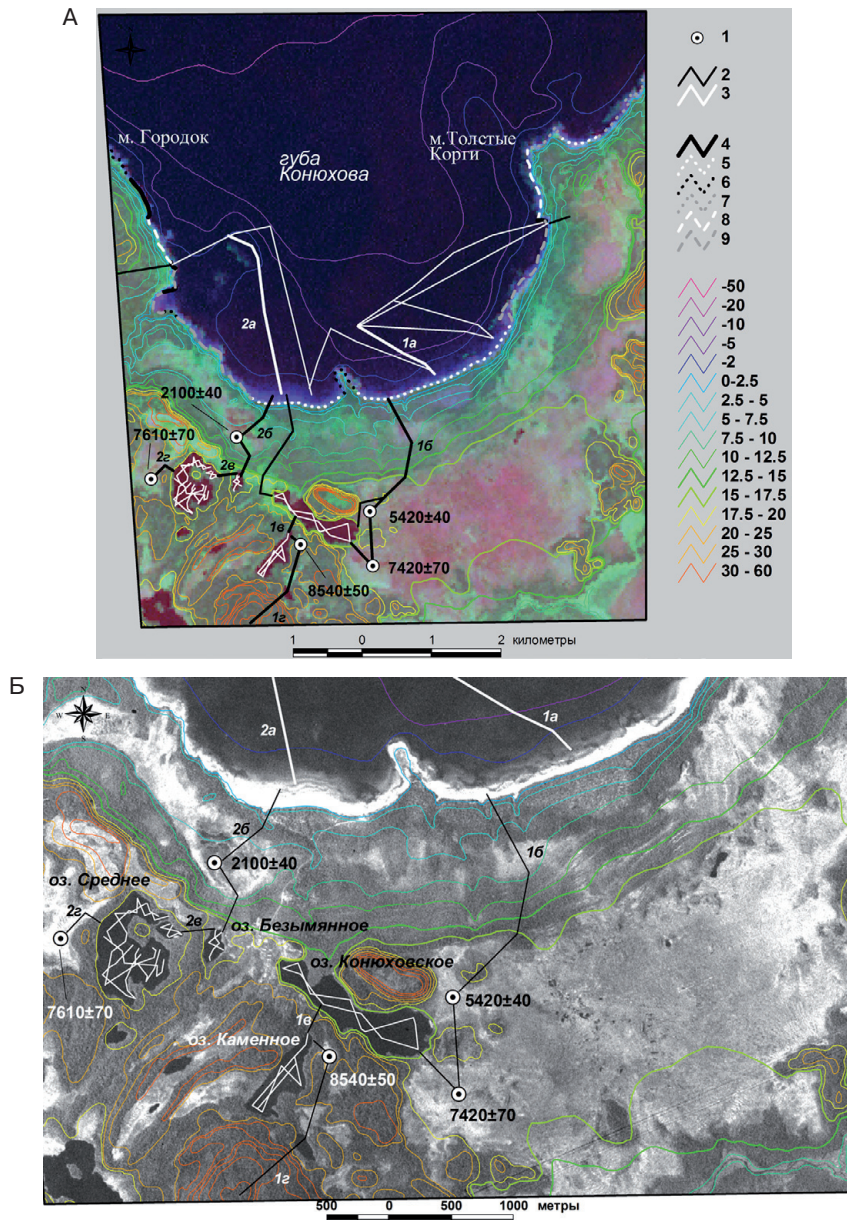 А
м. Городок
губа
Конюхова
м.Толстые
Корги
2а
1а
2100±40
7610±70
2б
2г
2в
1б
5420±40
1в
7420±70
8540±50
1г
1 0 1 2 километры
1
2
3
4
5
6
7
8
9
-50
-20
-10
-5
-2
0-2.5
2.5 - 5
5 - 7.5
7.5 - 10
10 - 12.5
12.5 - 15
15 - 17.5
17.5 - 20
20 - 25
25 - 30
30 - 60
Б
N
W E
S
2а
1а
2б
1б
2100±40
оз. Среднее
2г
2в
оз. Безымянное
оз. Конюховское
7610±70
5420±40
1в
оз. Каменное
8540±50
7420±70
1г
500 0 500 1000 метры